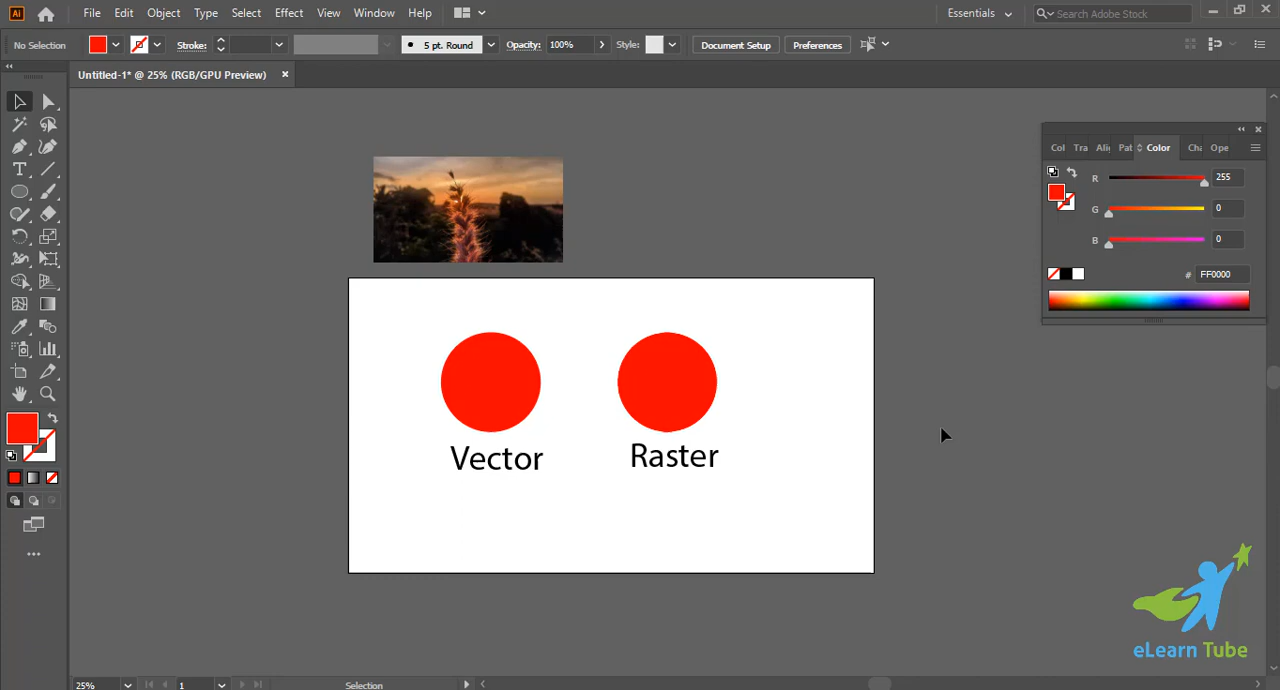 Ai File Edit Object Type Select Effect View Window Help Essentials Search Adobe Stock
No Selection Stroke: 5 pt. Round Opacity: 100% Style: Document Setup Preferences
Untitled-1* @ 25% (RGB/GPU Preview)
Col Tra Ali Pat Color Cha Ope
R 255
G 0
B 0
# FF0000
Vector Raster
eLearn Tube
25% 1 Selection